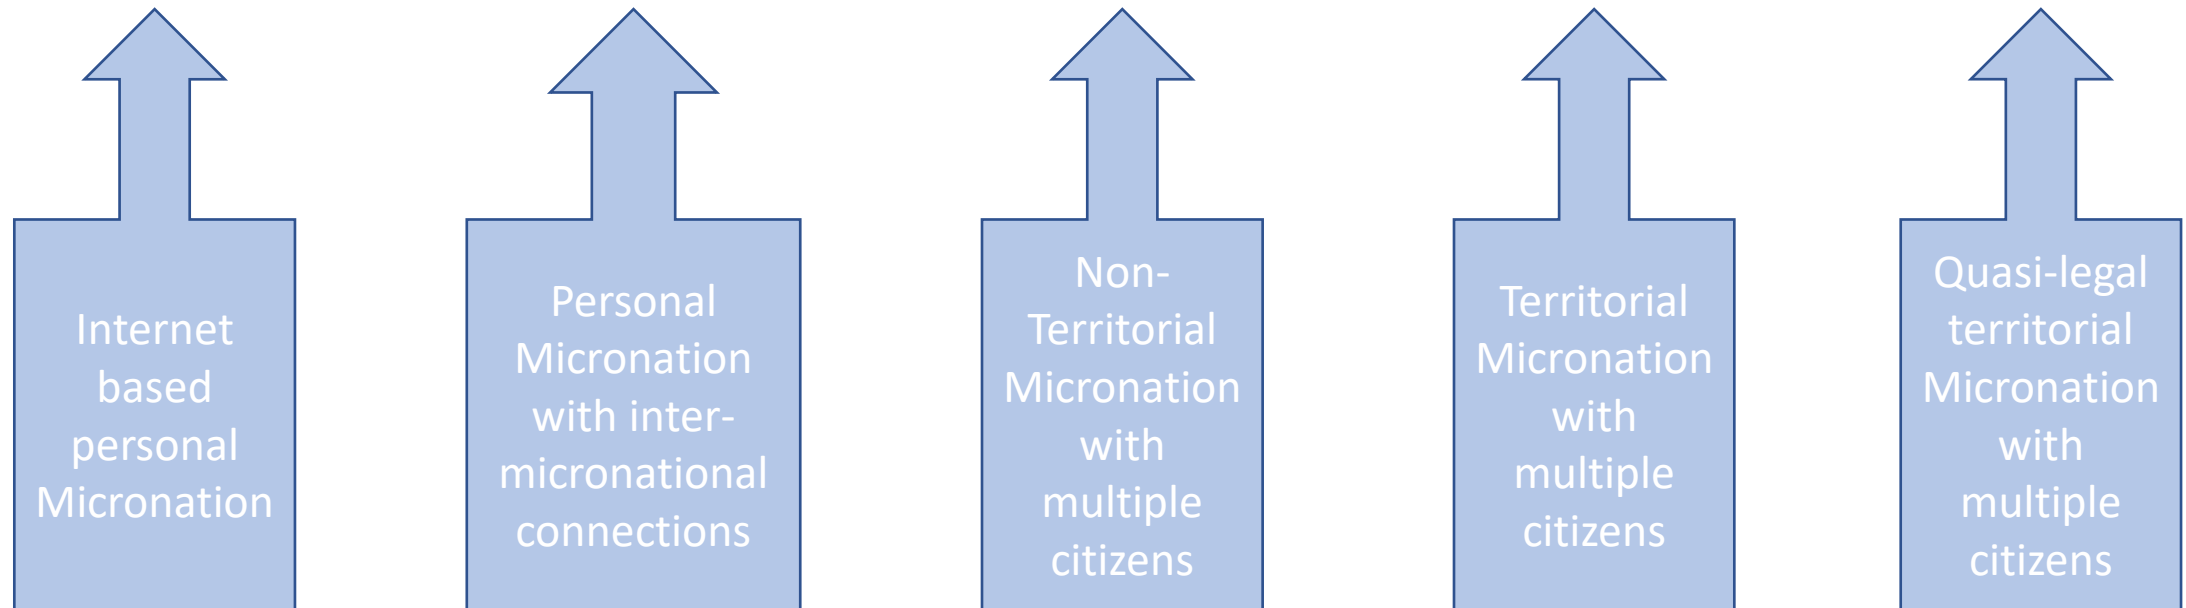 Internet
based
personal
Micronation
Personal
Micronation
with inter-
micronational
connections
Non-
Territorial
Micronation
with
multiple
citizens
Territorial
Micronation
with
multiple
citizens
Quasi-legal
territorial
Micronation
with
multiple
citizens